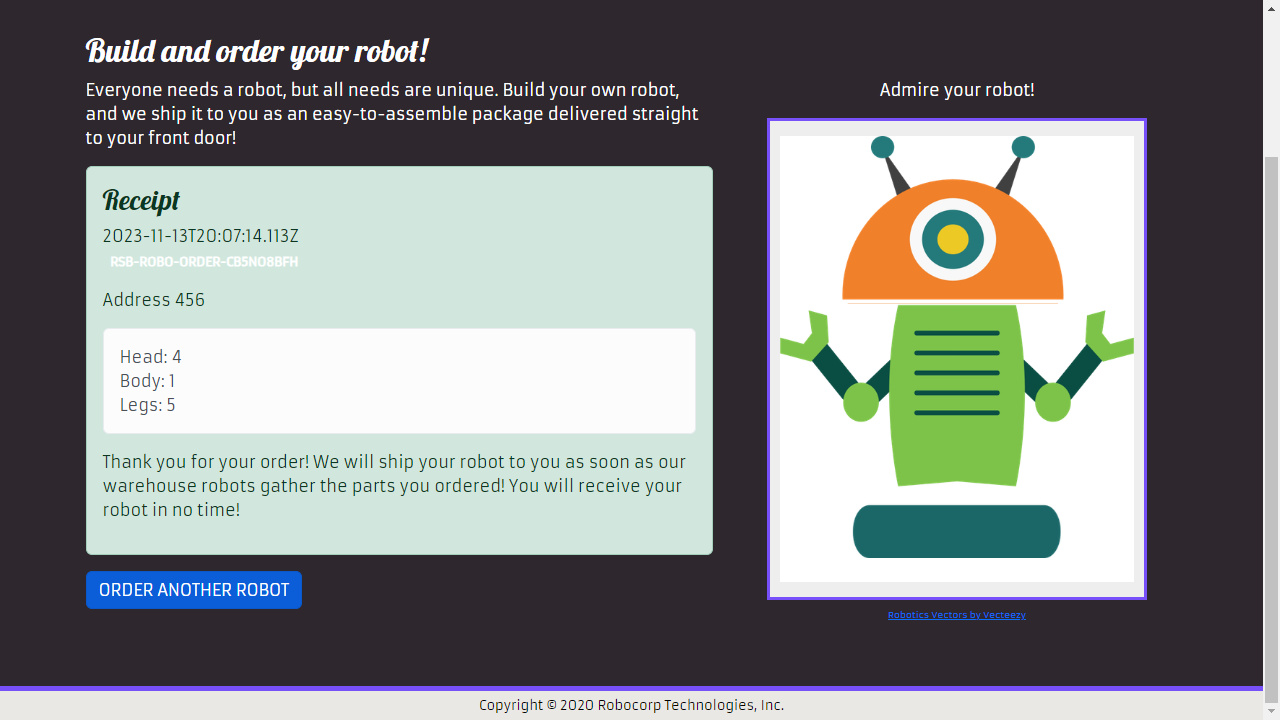 Build and order your robot!
Everyone needs a robot, but all needs are unique. Build your own robot,
and we ship it to you as an easy-to-assemble package delivered straight
to your front door!
Receipt
2023-11-13T20:07:14.113Z
RSB-ROBO-ORDER-CB5NO8BFH
Address 456
Head: 4
Body: 1
Legs: 5
Thank you for your order! We will ship your robot to you as soon as our
warehouse robots gather the parts you ordered! You will receive your
robot in no time!
ORDER ANOTHER ROBOT
Admire your robot!
Robotics Vectors by Vecteezy
Copyright © 2020 Robocorp Technologies, Inc.